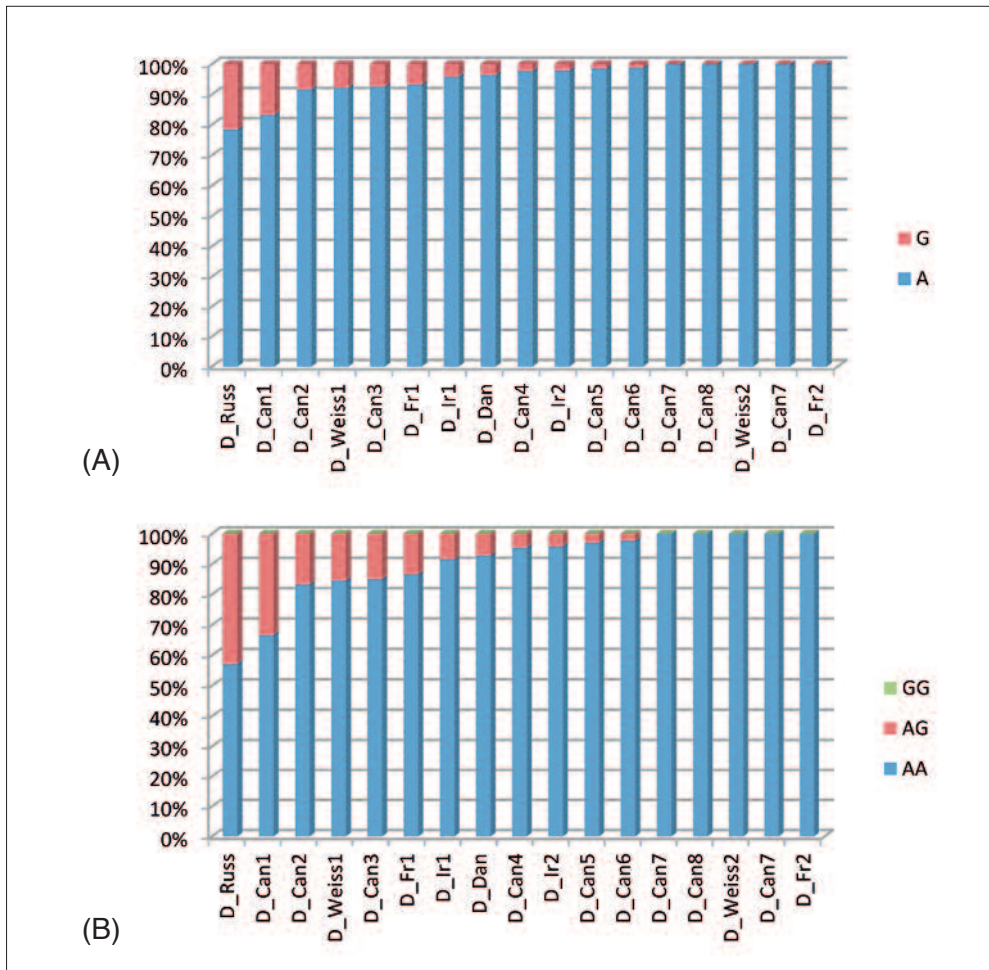 100%
90%
80%
70%
60%
50%
40%
30%
20%
10%
0%
G
A
D_Russ
D_Can1
D_Can2
D_Weiss1
D_Can3
D_Fr1
D_Ir1
D_Dan
D_Can4
D_Ir2
D_Can5
D_Can6
D_Can7
D_Can8
D_Weiss2
D_Can7
D_Fr2
(A)
100%
90%
80%
70%
60%
50%
40%
30%
20%
10%
0%
GG
AG
AA
D_Russ
D_Can1
D_Can2
D_Weiss1
D_Can3
D_Fr1
D_Ir1
D_Dan
D_Can4
D_Ir2
D_Can5
D_Can6
D_Can7
D_Can8
D_Weiss2
D_Can7
D_Fr2
(B)